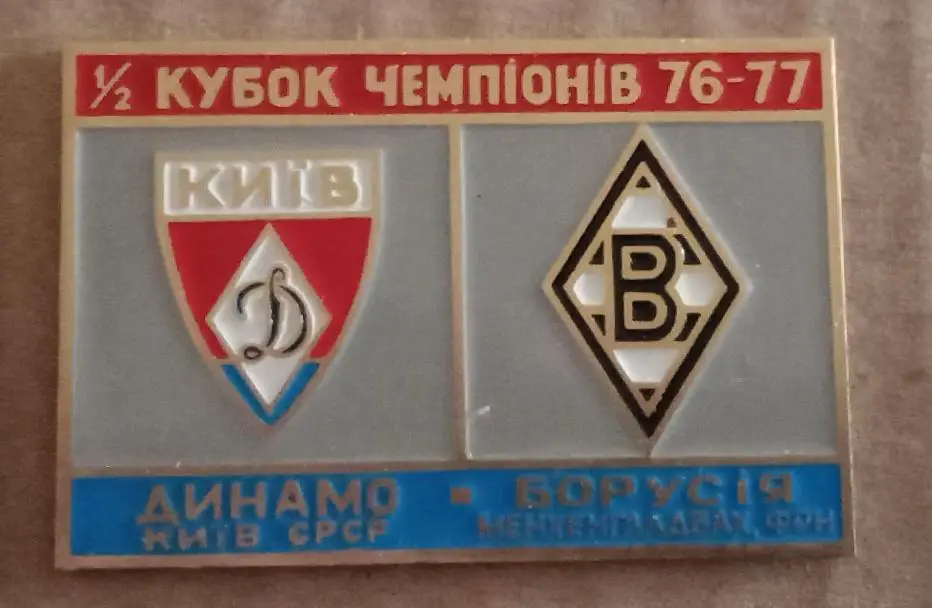 1/2 КУБОК ЧЕМПІОНІВ 76-77
КИЇВ
Д
B
ДИНАМО - БОРУСІЯ
КИЇВ СРСР МЕНХЕНГЛАДБАХ, ФРН